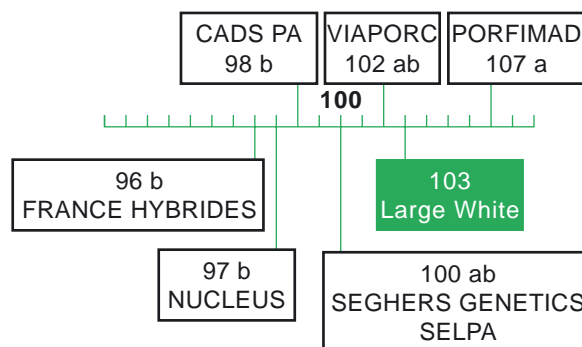 CADS PA
98 b
VIAPORC
102 ab
PORFIMAD
107 a
100
96 b
FRANCE HYBRIDES
103
Large White
97 b
NUCLEUS
100 ab
SEGHERS GENETICS
SELPA